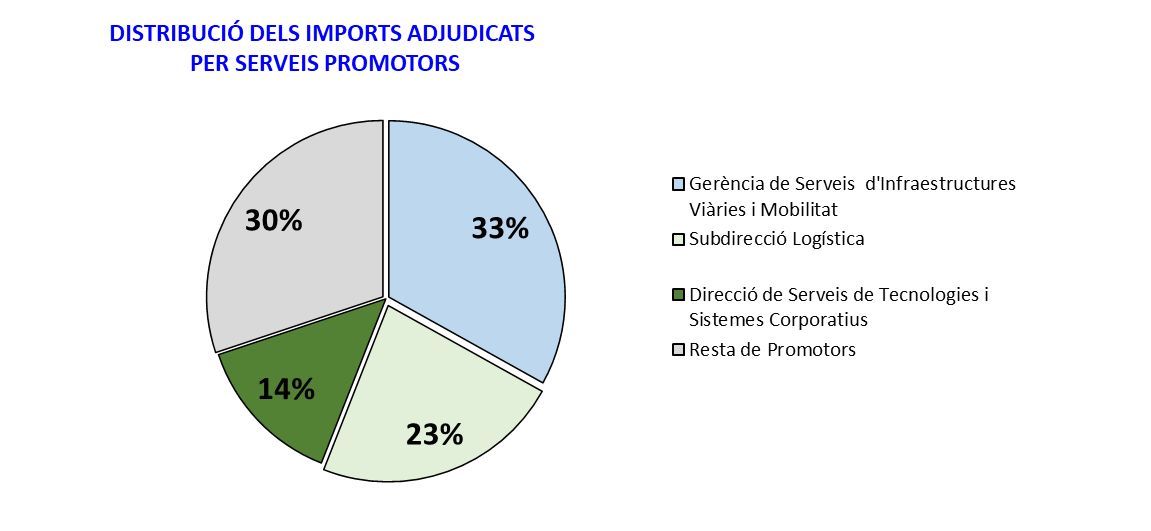 DISTRIBUCIÓ DELS IMPORTS ADJUDICATS
PER SERVEIS PROMOTORS
30%
33%
14%
23%
Gerència de Serveis  d'Infraestructures
Viàries i Mobilitat
Subdirecció Logística
Direcció de Serveis de Tecnologies i
Sistemes Corporatius
Resta de Promotors